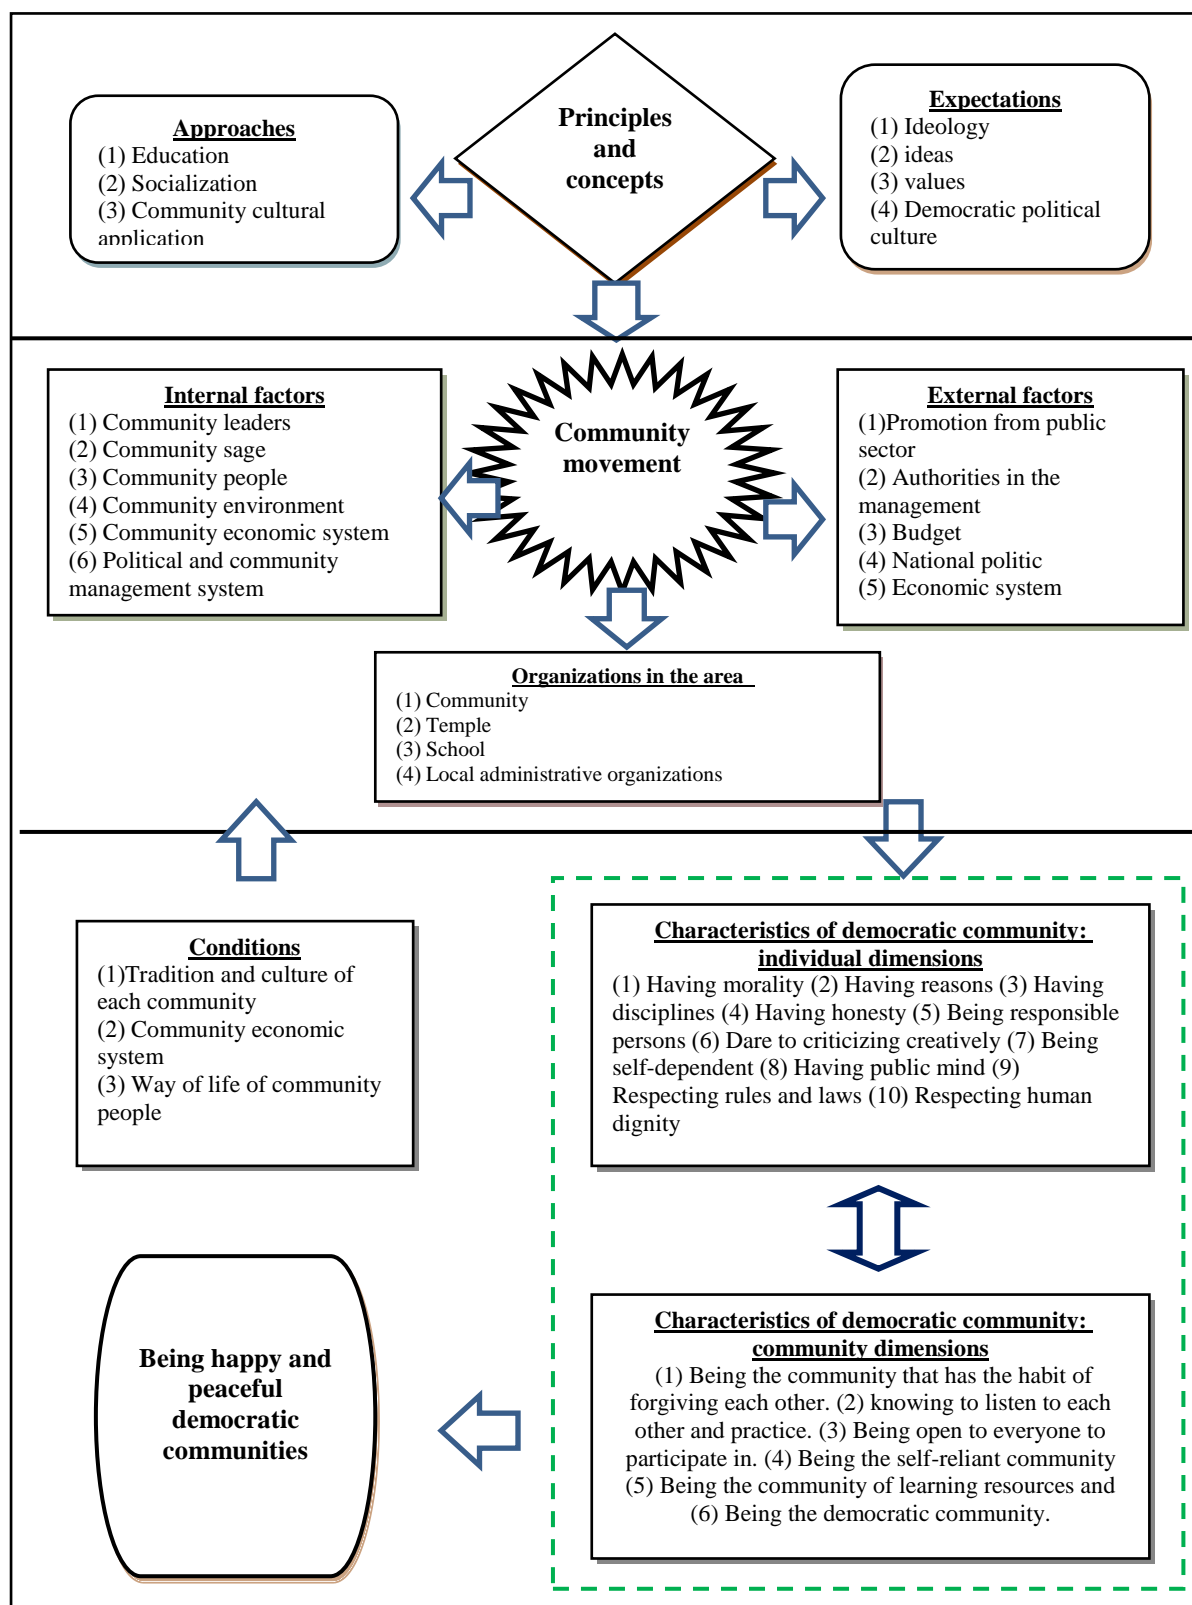 Approaches
(1) Education
(2) Socialization
(3) Community cultural
application
Principles
and
concepts
Expectations
(1) Ideology
(2) ideas
(3) values
(4) Democratic political
culture
Internal factors
(1) Community leaders
(2) Community sage
(3) Community people
(4) Community environment
(5) Community economic system
(6) Political and community
management system
Community
movement
External factors
(1)Promotion from public
sector
(2) Authorities in the
management
(3) Budget
(4) National politic
(5) Economic system
Organizations in the area
(1) Community
(2) Temple
(3) School
(4) Local administrative organizations
Conditions
(1)Tradition and culture of
each community
(2) Community economic
system
(3) Way of life of community
people
Characteristics of democratic community:
individual dimensions
(1) Having morality (2) Having reasons (3) Having
disciplines (4) Having honesty (5) Being responsible
persons (6) Dare to criticizing creatively (7) Being
self-dependent (8) Having public mind (9)
Respecting rules and laws (10) Respecting human
dignity
Characteristics of democratic community:
community dimensions
(1) Being the community that has the habit of
forgiving each other. (2) knowing to listen to each
other and practice. (3) Being open to everyone to
participate in. (4) Being the self-reliant community
(5) Being the community of learning resources and
(6) Being the democratic community.
Being happy and
peaceful
democratic
communities